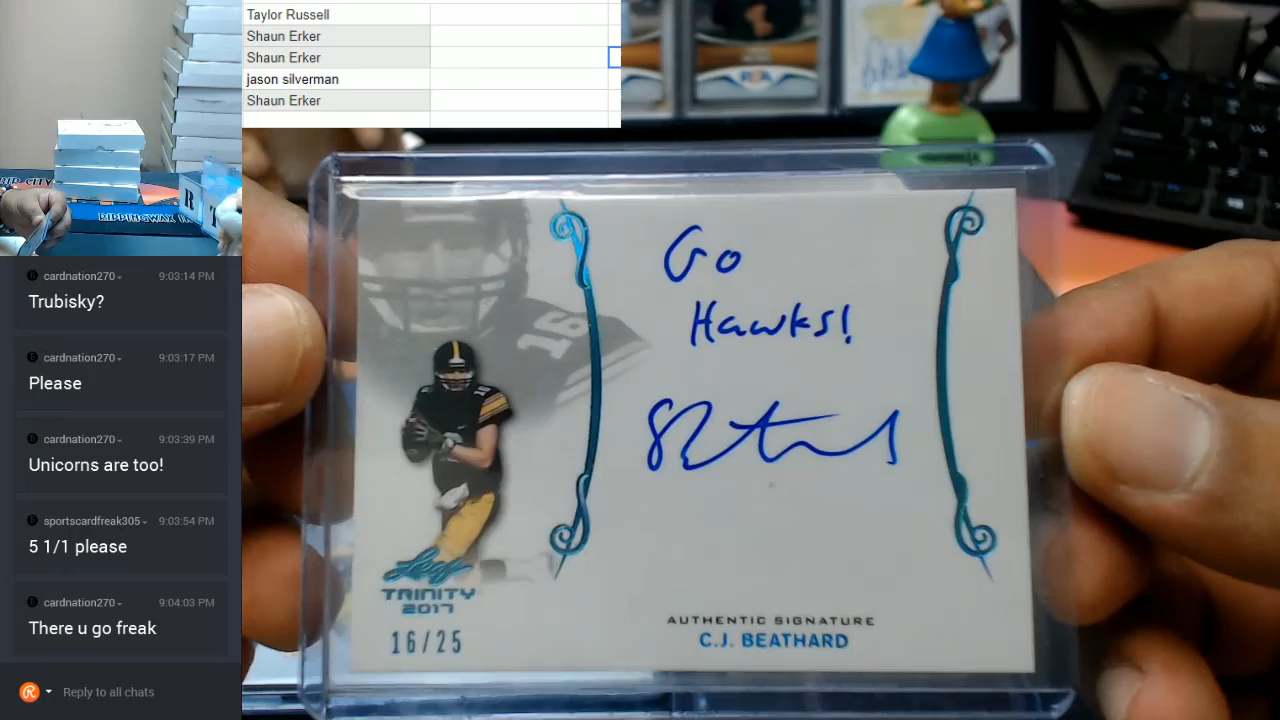 Taylor Russell
Shaun Erker
Shaun Erker
jason silverman
Shaun Erker
RIPPINGWAX
cardnation270 9:03:14 PM
Trubisky?
cardnation270 9:03:17 PM
Please
cardnation270 9:03:39 PM
Unicorns are too!
sportscardfreak305 9:03:54 PM
5 1/1 please
cardnation270 9:04:03 PM
There u go freak
Reply to all chats
Go
Hawks!
16
16
Leaf
TRINITY
2017
16/25
AUTHENTIC SIGNATURE
C.J. BEATHARD